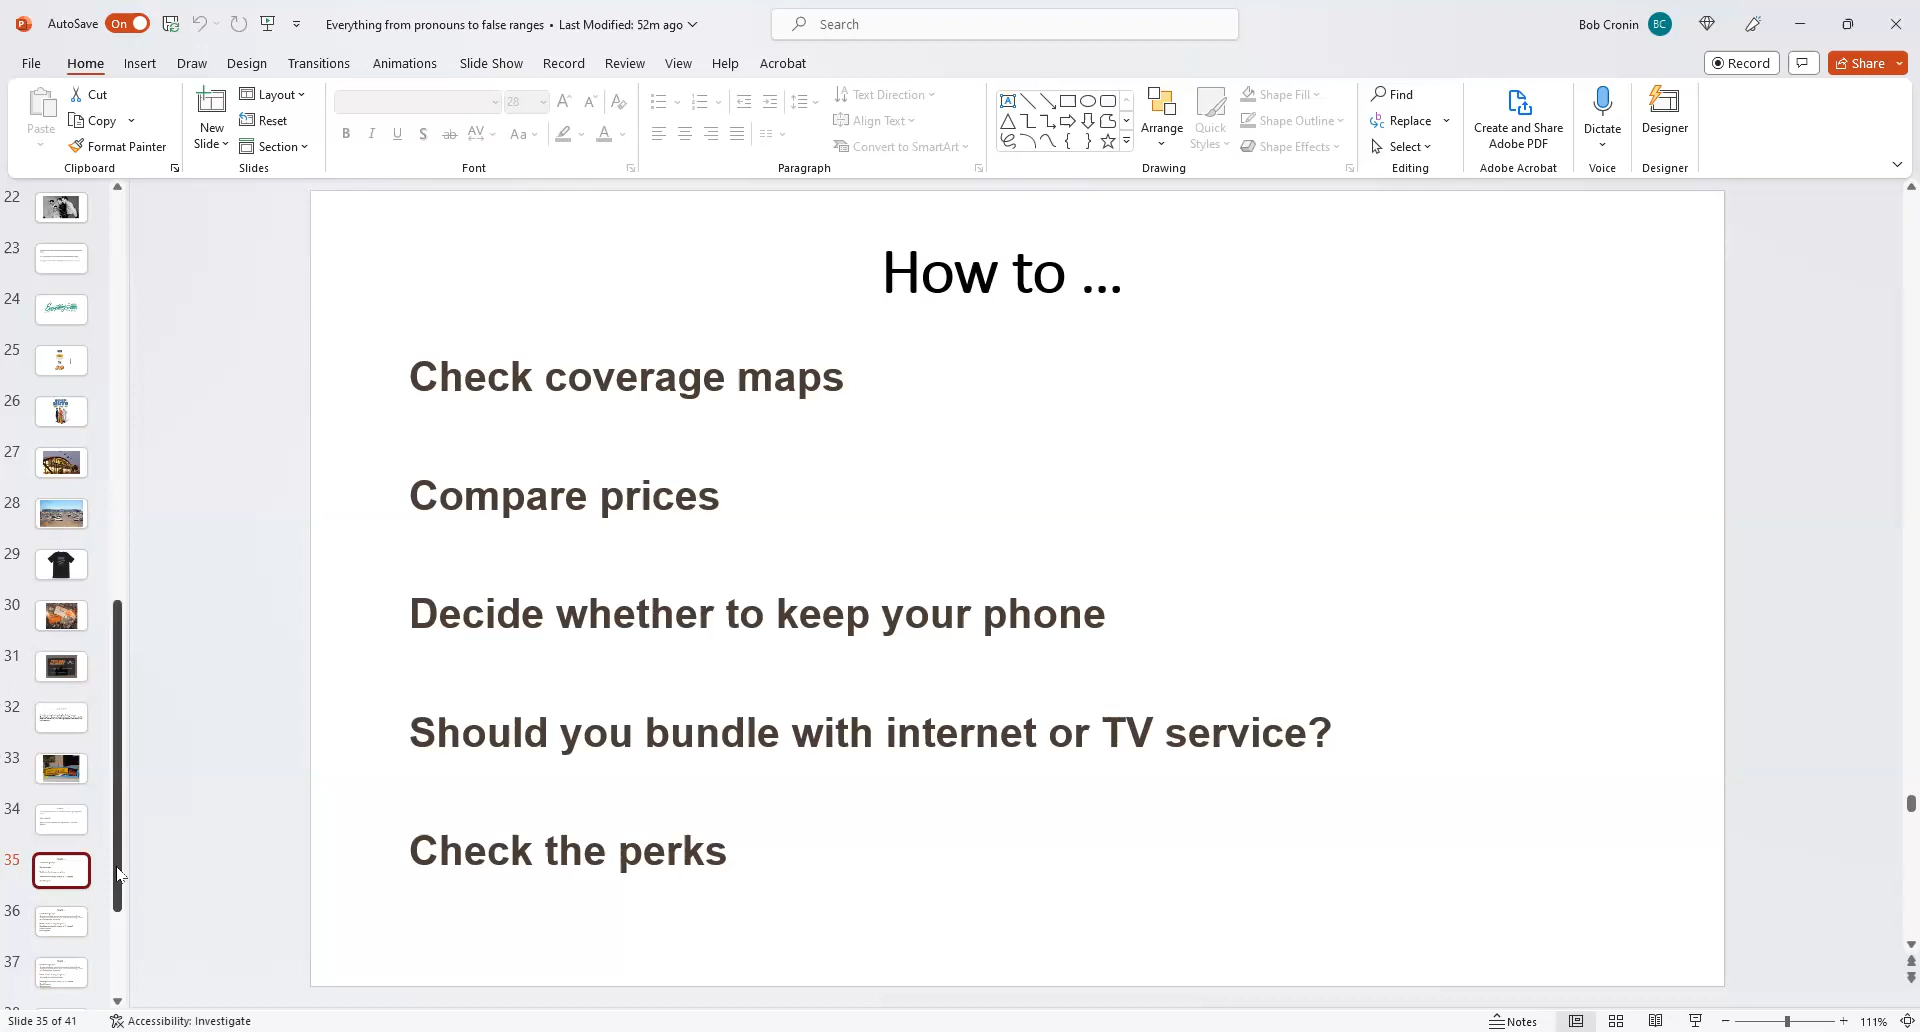 AutoSave On Everything from pronouns to false ranges • Last Modified: 52m ago Search Bob Cronin BC
File Home Insert Draw Design Transitions Animations Slide Show Record Review View Help Acrobat Record Share
Paste
Cut
Copy
Format Painter
Clipboard
New Slide
Layout
Reset
Section
Slides
28
B I U S ab AV Aa A
Font
Text Direction
Align Text
Convert to SmartArt
Paragraph
Arrange
Quick Styles
Shape Fill
Shape Outline
Shape Effects
Drawing
Find
Replace
Select
Editing
Create and Share
Adobe PDF
Adobe Acrobat
Dictate
Voice
Designer
Designer
22
23
24
25
26
27
28
29
30
31
32
33
34
35
36
37
How to ...
Check coverage maps
Compare prices
Decide whether to keep your phone
Should you bundle with internet or TV service?
Check the perks
Slide 35 of 41 Accessibility: Investigate Notes 111%